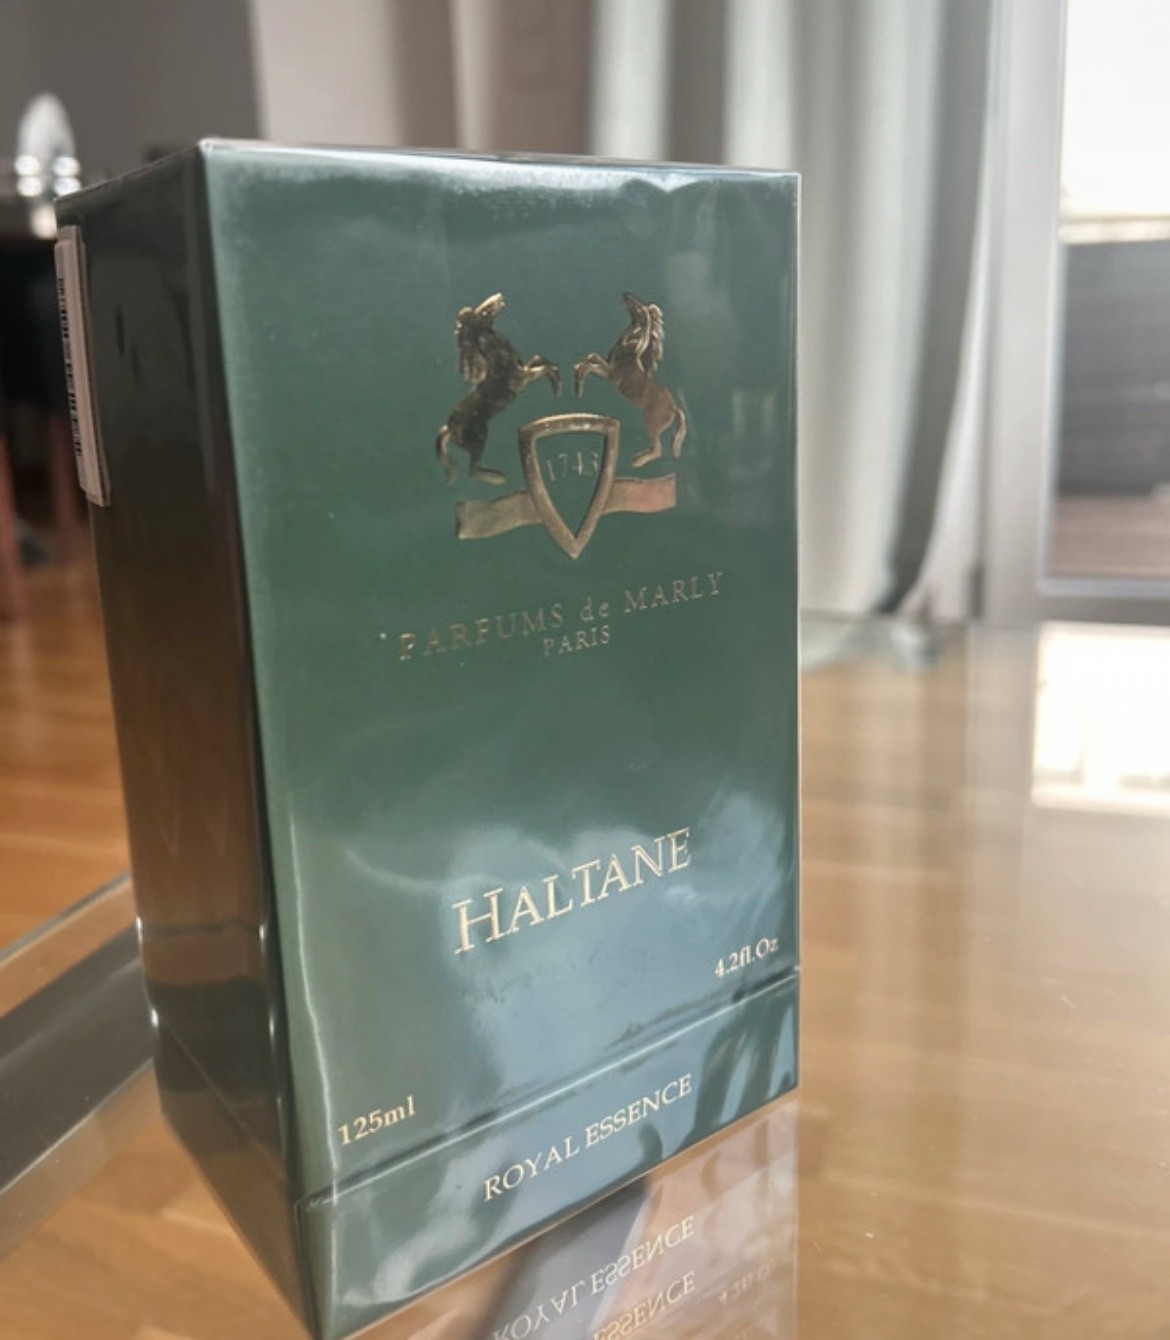 1743
PARFUMS de MARLY
PARIS
HALTANE
4.2fl.Oz
125ml
ROYAL ESSENCE